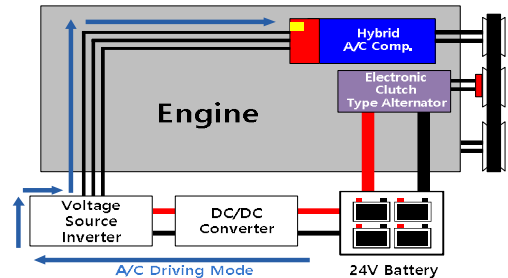 Hybrid
A/C Comp.
Electronic
Clutch
Type Alternator
Engine
Voltage
Source
Inverter
DC/DC
Converter
A/C Driving Mode
24V Battery